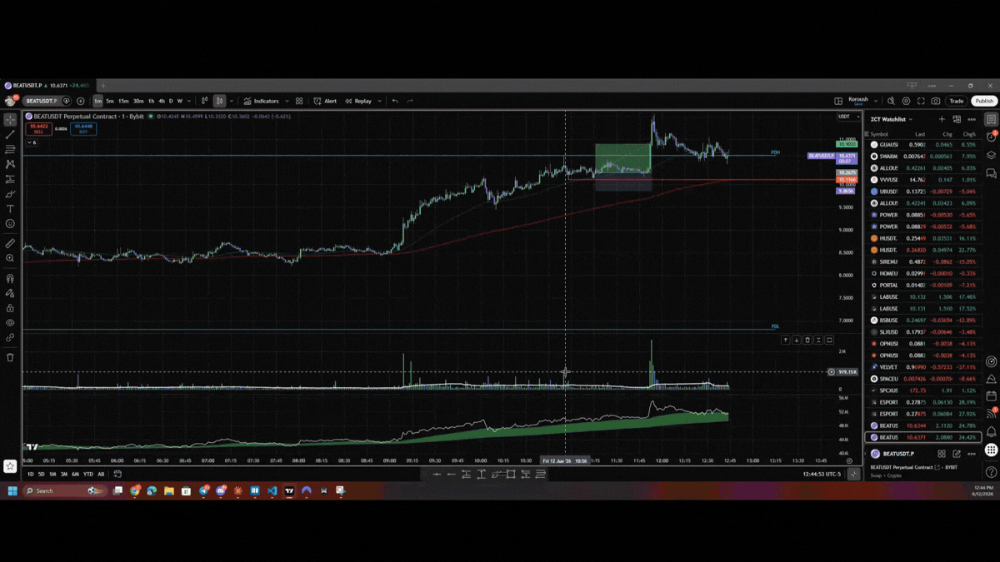 BEATUSDT.P ▲ 10.6371 +24.46%
BEATUSDT.P 1m 5m 15m 30m 1h 4h D W Indicators Alert Replay Koroush Save Trade Publish
BEATUSDT Perpetual Contract · 1 · Bybit O10.4245 H10.4599 L10.3320 C10.3602 −0.0643 (−0.62%)
10.6422 SELL 0.0026 10.6448 BUY
6
USDT
11.0000
10.9020
PDH
BEATUSDT.P 10.6371
00:07
10.2675
10.1166
10.0000
9.8656
9.5000
9.0000
8.5000
8.0000
7.5000
7.0000
PDL
2M
919.15K
0
56M
52M
48M
44M
40M
05:15 05:30 05:45 06:00 06:15 06:30 06:45 07:00 07:15 07:30 07:45 08:00 08:15 08:30 08:45 09:00 09:15 09:30 09:45 10:00 10:15 10:30 Fri 12 Jun '26 10:56 11:15 11:30 11:45 12:00 12:15 12:30 12:45 13:00 13:15 13:30 13:45
1D 5D 1M 3M 6M YTD All
12:44:53 UTC-5
ZCT Watchlist
Symbol Last Chg Chg%
GUAUSI 0.5902 0.0465 8.55%
SWARM 0.007642 0.000563 7.95%
ALLOU 0.42261 0.02405 6.03%
VVVUSE 14.762 0.147 1.01%
UBUSDT 0.13725 −0.00729 −5.04%
ALLOU 0.42241 0.02423 6.09%
POWER 0.0885 −0.00530 −5.65%
POWER 0.0882 −0.00532 −5.68%
HUSDT. 0.25449 0.03531 16.11%
HUSDT. 0.26820 0.04974 22.77%
SIRENU 0.4872 −0.0862 −15.05%
HOMEU 0.02991 −0.00010 −0.33%
PORTAL 0.01402 −0.00109 −7.21%
LABUSE 10.132 1.506 17.46%
LABUSE 10.131 1.510 17.52%
BSBUSE 0.24697 −0.03654 −12.89%
SLXUSD 0.17937 −0.00646 −3.48%
OPNUSI 0.0881 −0.0038 −4.13%
OPNUSI 0.0882 −0.0038 −4.13%
VELVET 0.96990 −0.57233 −37.11%
SPACEU 0.007426 −0.00070 −8.66%
SPCXUS 172.73 1.91 1.12%
ESPORT 0.27875 0.06130 28.19%
ESPORT 0.27875 0.06084 27.92%
BEATUS 10.6344 2.1120 24.78%
BEATUS 10.6371 2.0880 24.42%
BEATUSDT.P
BEATUSDT Perpetual Contract · BYBIT
Swap • Crypto
Search
12:44 PM
6/12/2026